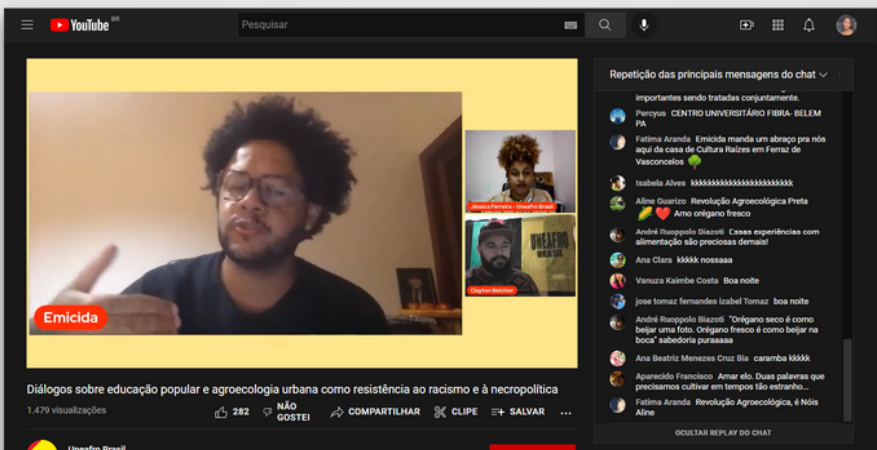 YouTube BR
Pesquisar
Emicida
Jéssica Ferreira - Uneafro Brasil
UNEAFRO
BRASIL
Clayton Belchior
Diálogos sobre educação popular e agroecologia urbana como resistência ao racismo e à necropolítica
1.479 visualizações
282
NÃO
GOSTEI
COMPARTILHAR
CLIPE
SALVAR
Uneafro Brasil
Repetição das principais mensagens do chat
importantes sendo tratadas conjuntamente.
Percyus CENTRO UNIVERSITÁRIO FIBRA- BELEM
PA
Fatima Aranda Emicida manda um abraço pra nós
aqui da casa de Cultura Raízes em Ferraz de
Vasconcelos
Isabela Alves kkkkkkkkkkkkkkkkkkkkkkkk
Aline Guarizo Revolução Agroecológica Preta
Amo orégano fresco
André Ruoppolo Biazoti Essas experiências com
alimentação são preciosas demais!
Ana Clara kkkkk nossaaa
Vanuza Kaimbe Costa Boa noite
jose tomaz fernandes izabel Tomaz boa noite
André Ruoppolo Biazoti "Orégano seco é como
beijar uma foto. Orégano fresco é como beijar na
boca" sabedoria puraaaaa
Ana Beatriz Menezes Cruz Bia caramba kkkkk
Aparecido Francisco Amar elo. Duas palavras que
precisamos cultivar em tempos tão estranho...
Fatima Aranda Revolução Agroecológica, é Nóis
Aline
OCULTAR REPLAY DO CHAT